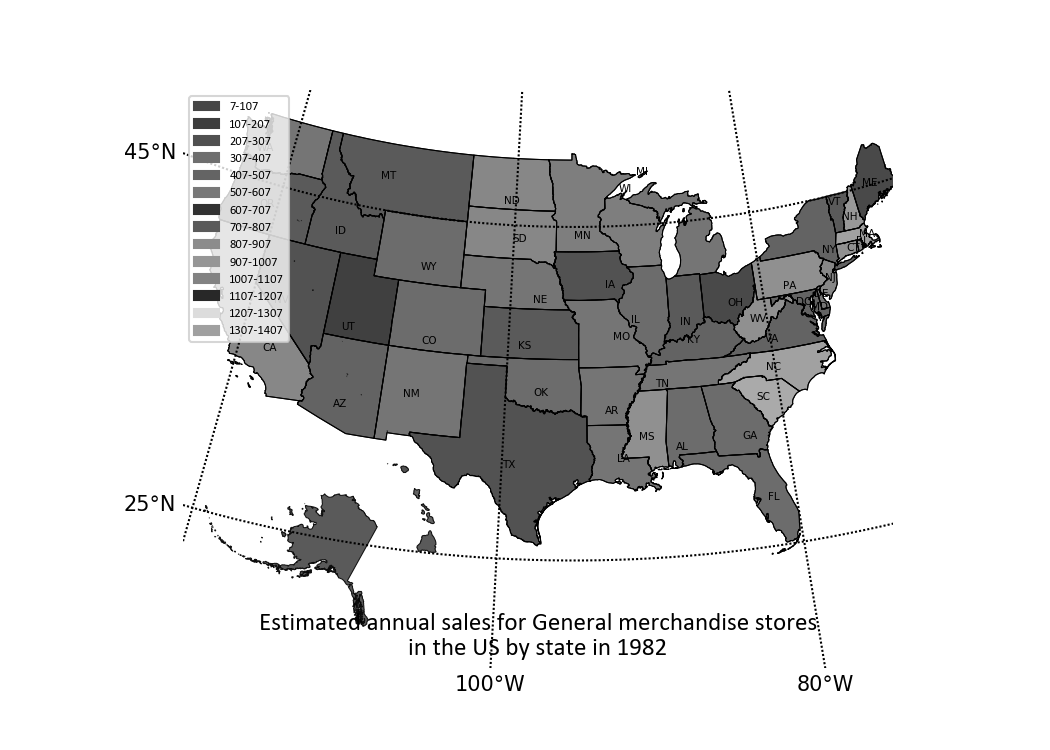 7-107
107-207
207-307
307-407
407-507
507-607
607-707
707-807
807-907
907-1007
1007-1107
1107-1207
1207-1307
1307-1407
45°N
25°N
MT
ND
MI
WI
ME
VT
NH
MA
ID
SD
MN
NY
CT
WY
NE
IA
PA
NJ
OH
DC
MD
UT
CO
KS
MO
IL
IN
KY
WV
VA
CA
AZ
NM
OK
AR
TN
NC
SC
MS
AL
GA
LA
TX
FL
Estimated annual sales for General merchandise stores
in the US by state in 1982
100°W
80°W